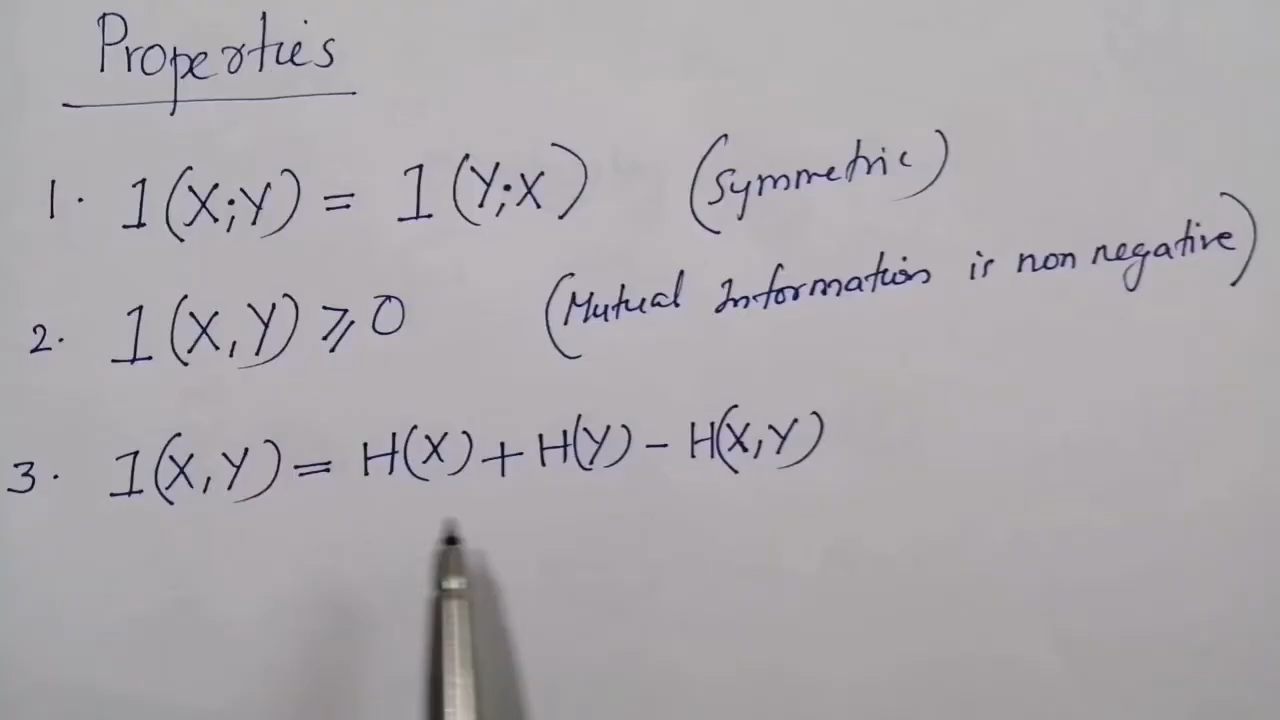 Properties
1. I(X;Y) = I(Y;X) (Symmetric)
2. I(X,Y) ⩾ 0 (Mutual Information is non negative)
3. I(X,Y) = H(X) + H(Y) - H(X,Y)